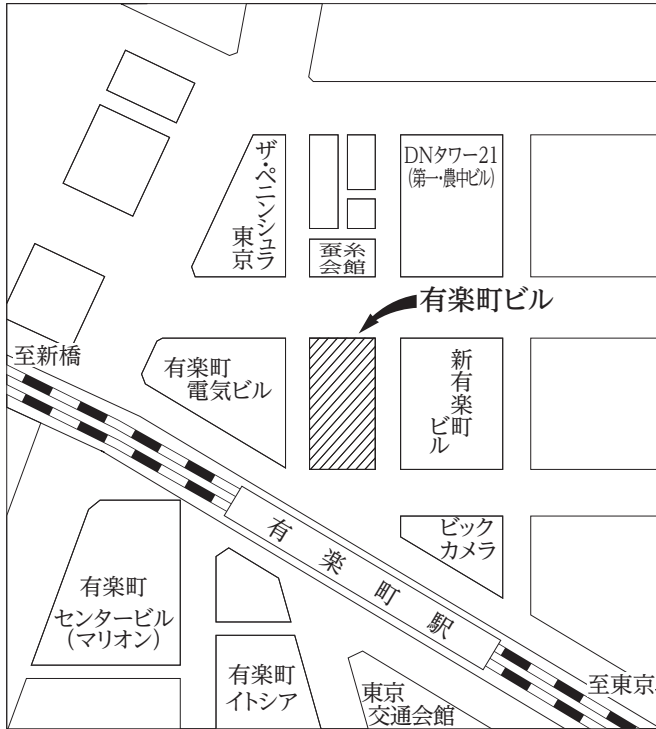 ザ・ペニンシュラ
東京
DNタワー21
(第一・農中ビル)
蚕糸
会館
有楽町ビル
至新橋
有楽町
電気ビル
新有楽町
ビル
ビック
カメラ
有楽町駅
有楽町
センタービル
(マリオン)
有楽町
イトシア
東京
交通会館
至東京